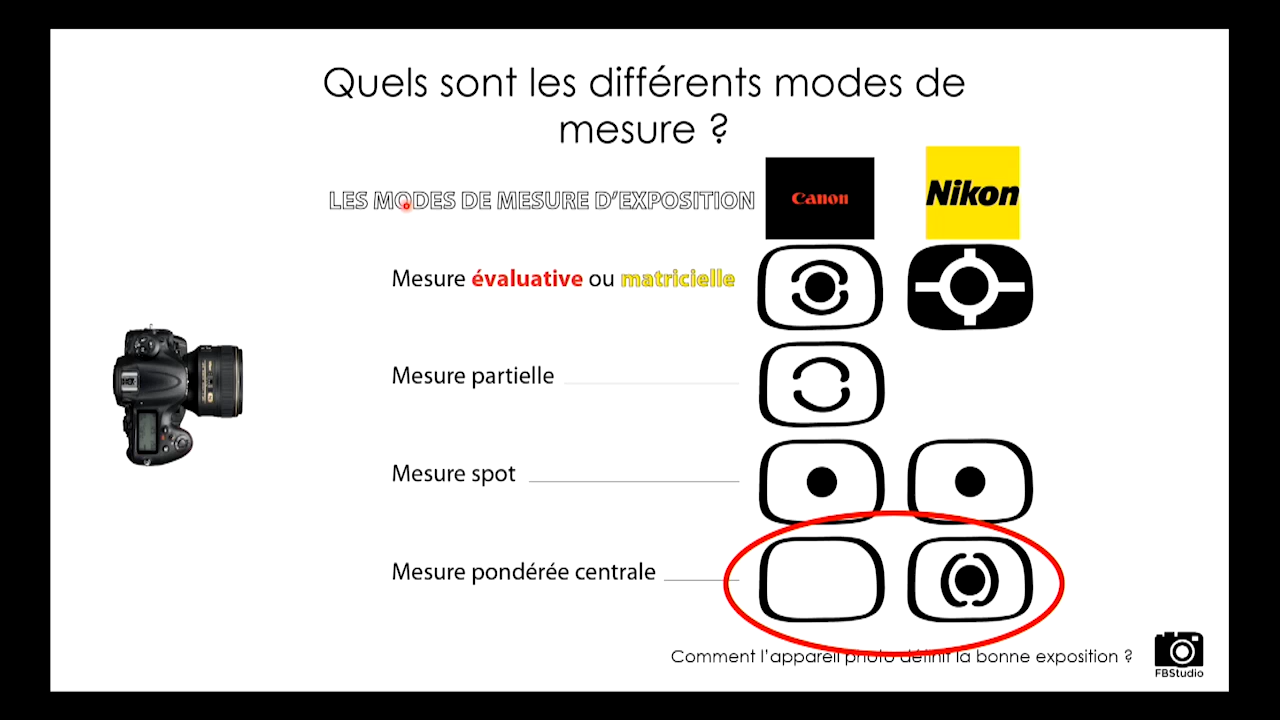 Quels sont les différents modes de
mesure ?
LES MODES DE MESURE D'EXPOSITION
Canon
Nikon
Mesure évaluative ou matricielle
Mesure partielle
Mesure spot
Mesure pondérée centrale
Comment l'appareil photo définit la bonne exposition ?
FBStudio